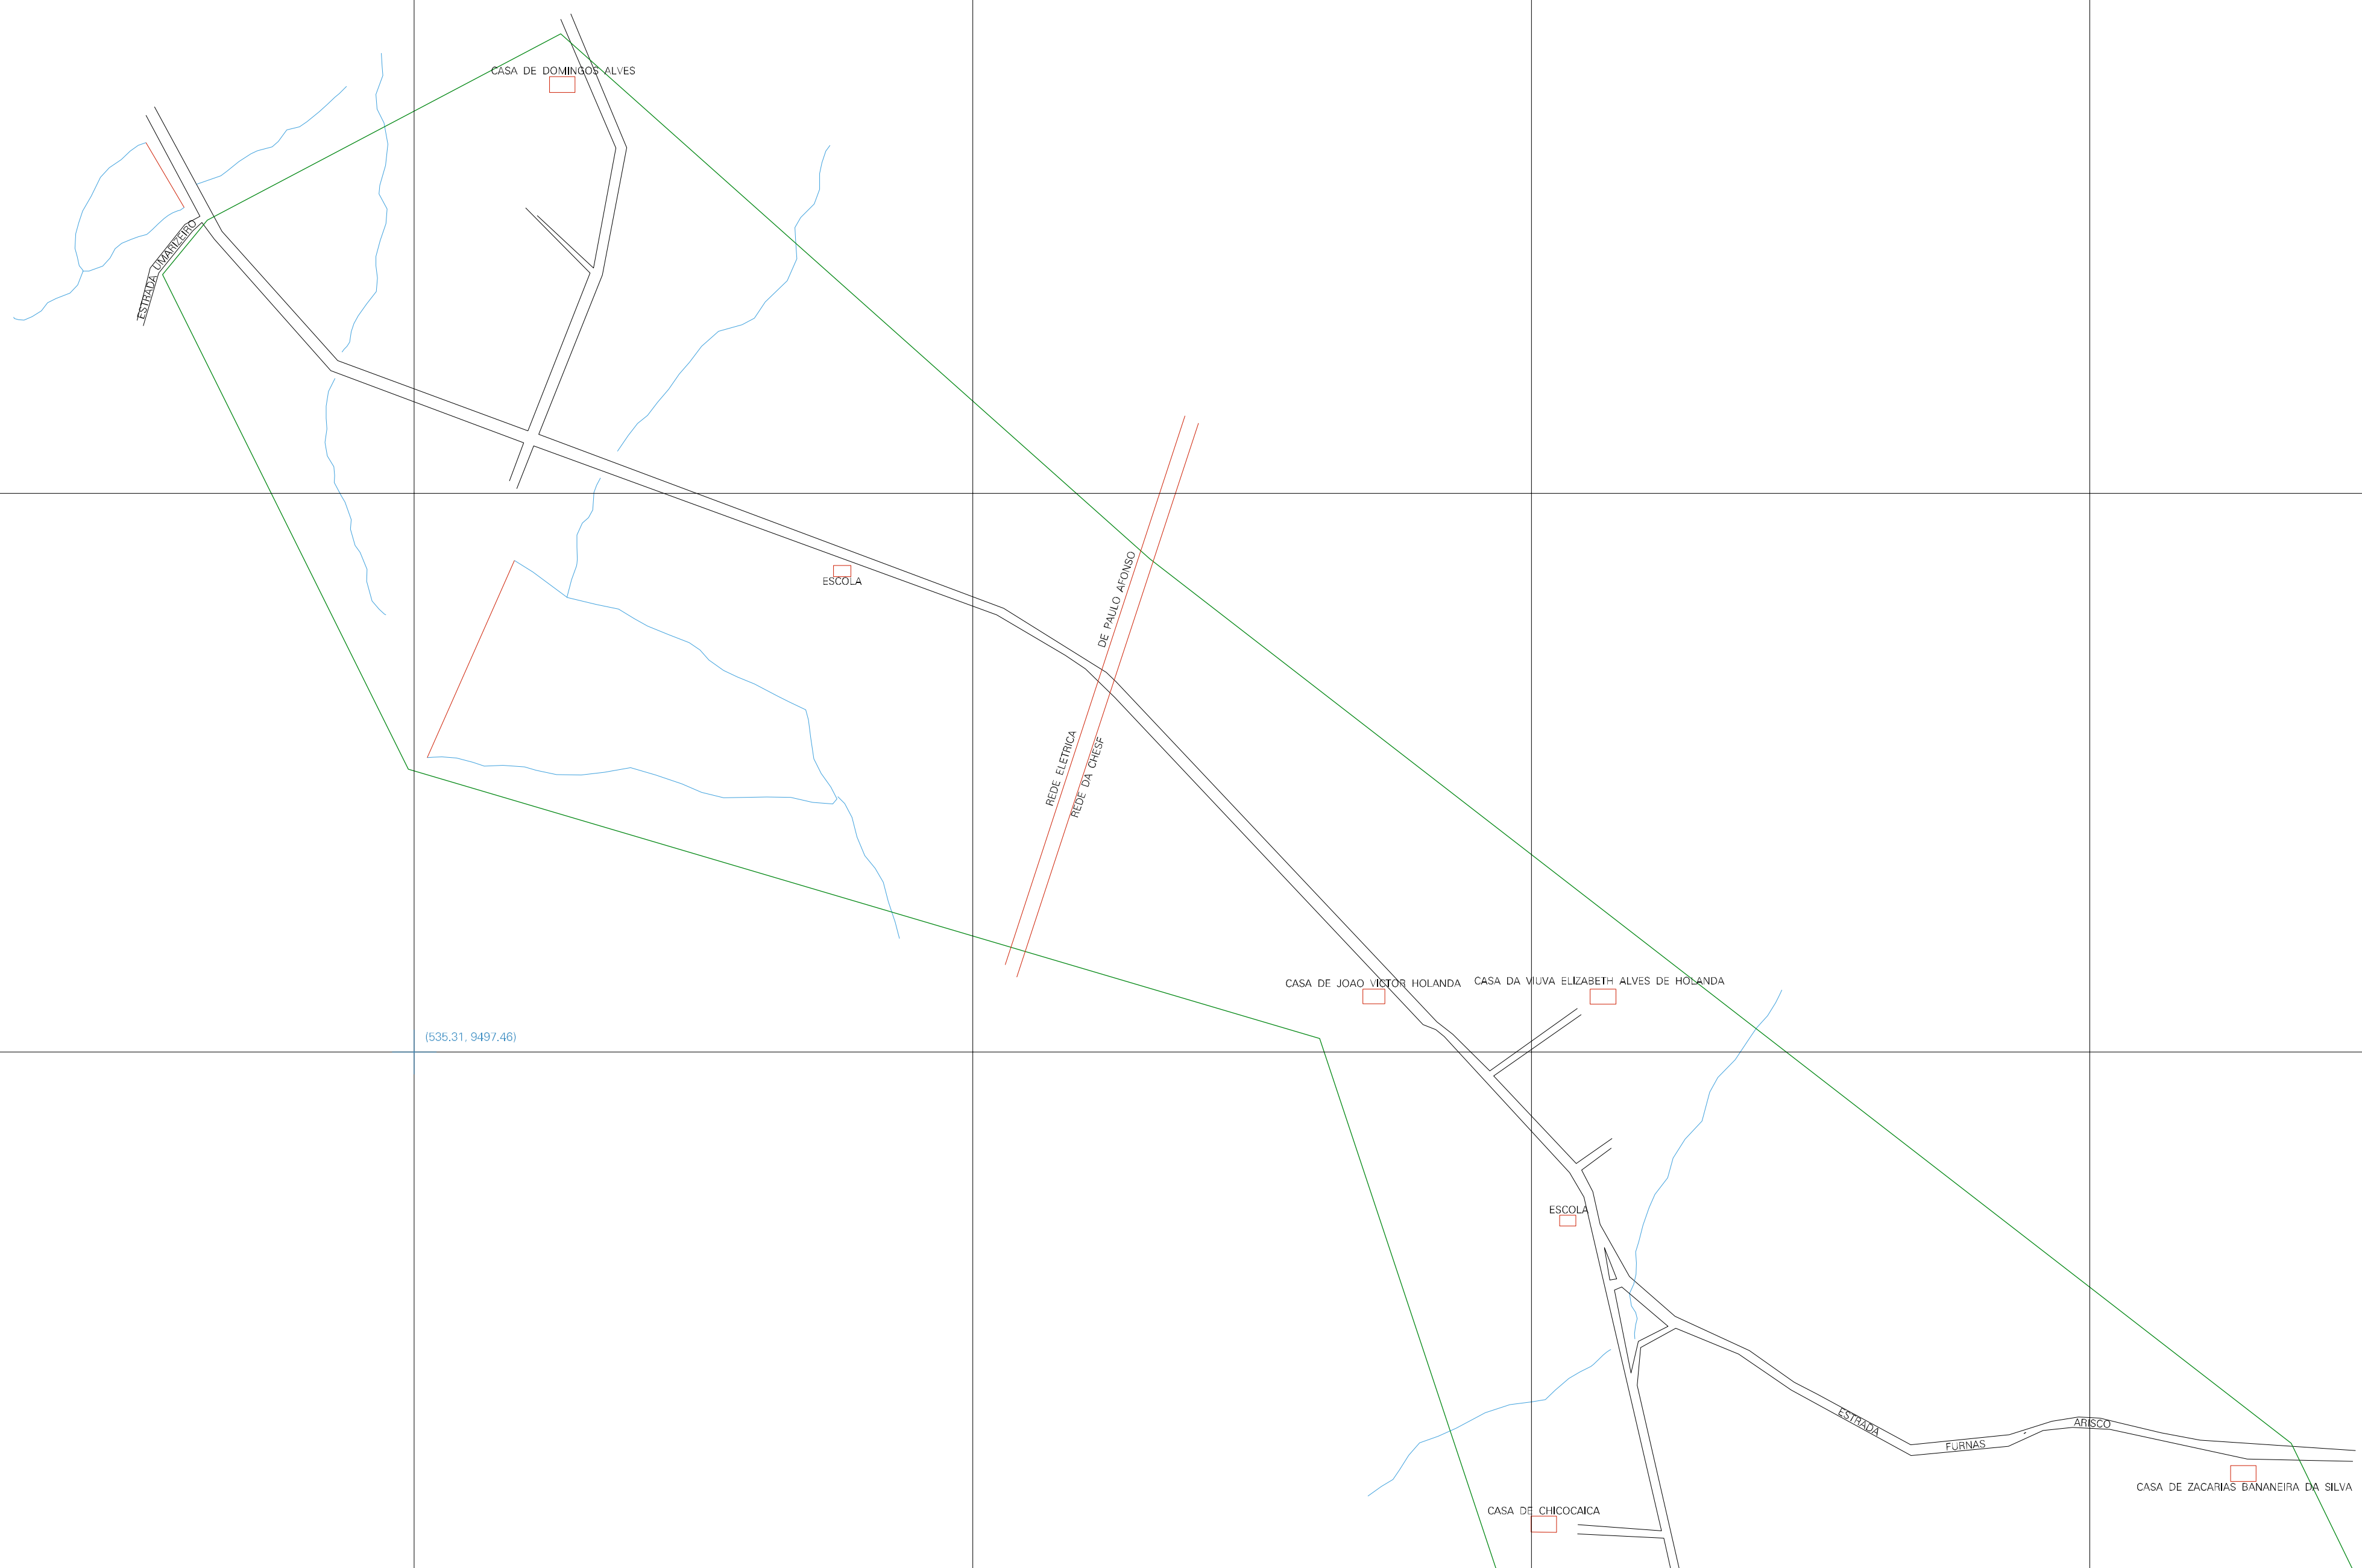 CASA DE DOMINGOS ALVES
ESTRADA UMARIZEIRO
ESCOLA
DE PAULO AFONSO
REDE ELETRICA
REDE DA CHESF
CASA DE JOAO VICTOR HOLANDA
CASA DA VIUVA ELIZABETH ALVES DE HOLANDA
(535.31, 9497.46)
ESCOLA
ESTRADA
FURNAS
ARISCO
CASA DE ZACARIAS BANANEIRA DA SILVA
CASA DE CHICOCAICA